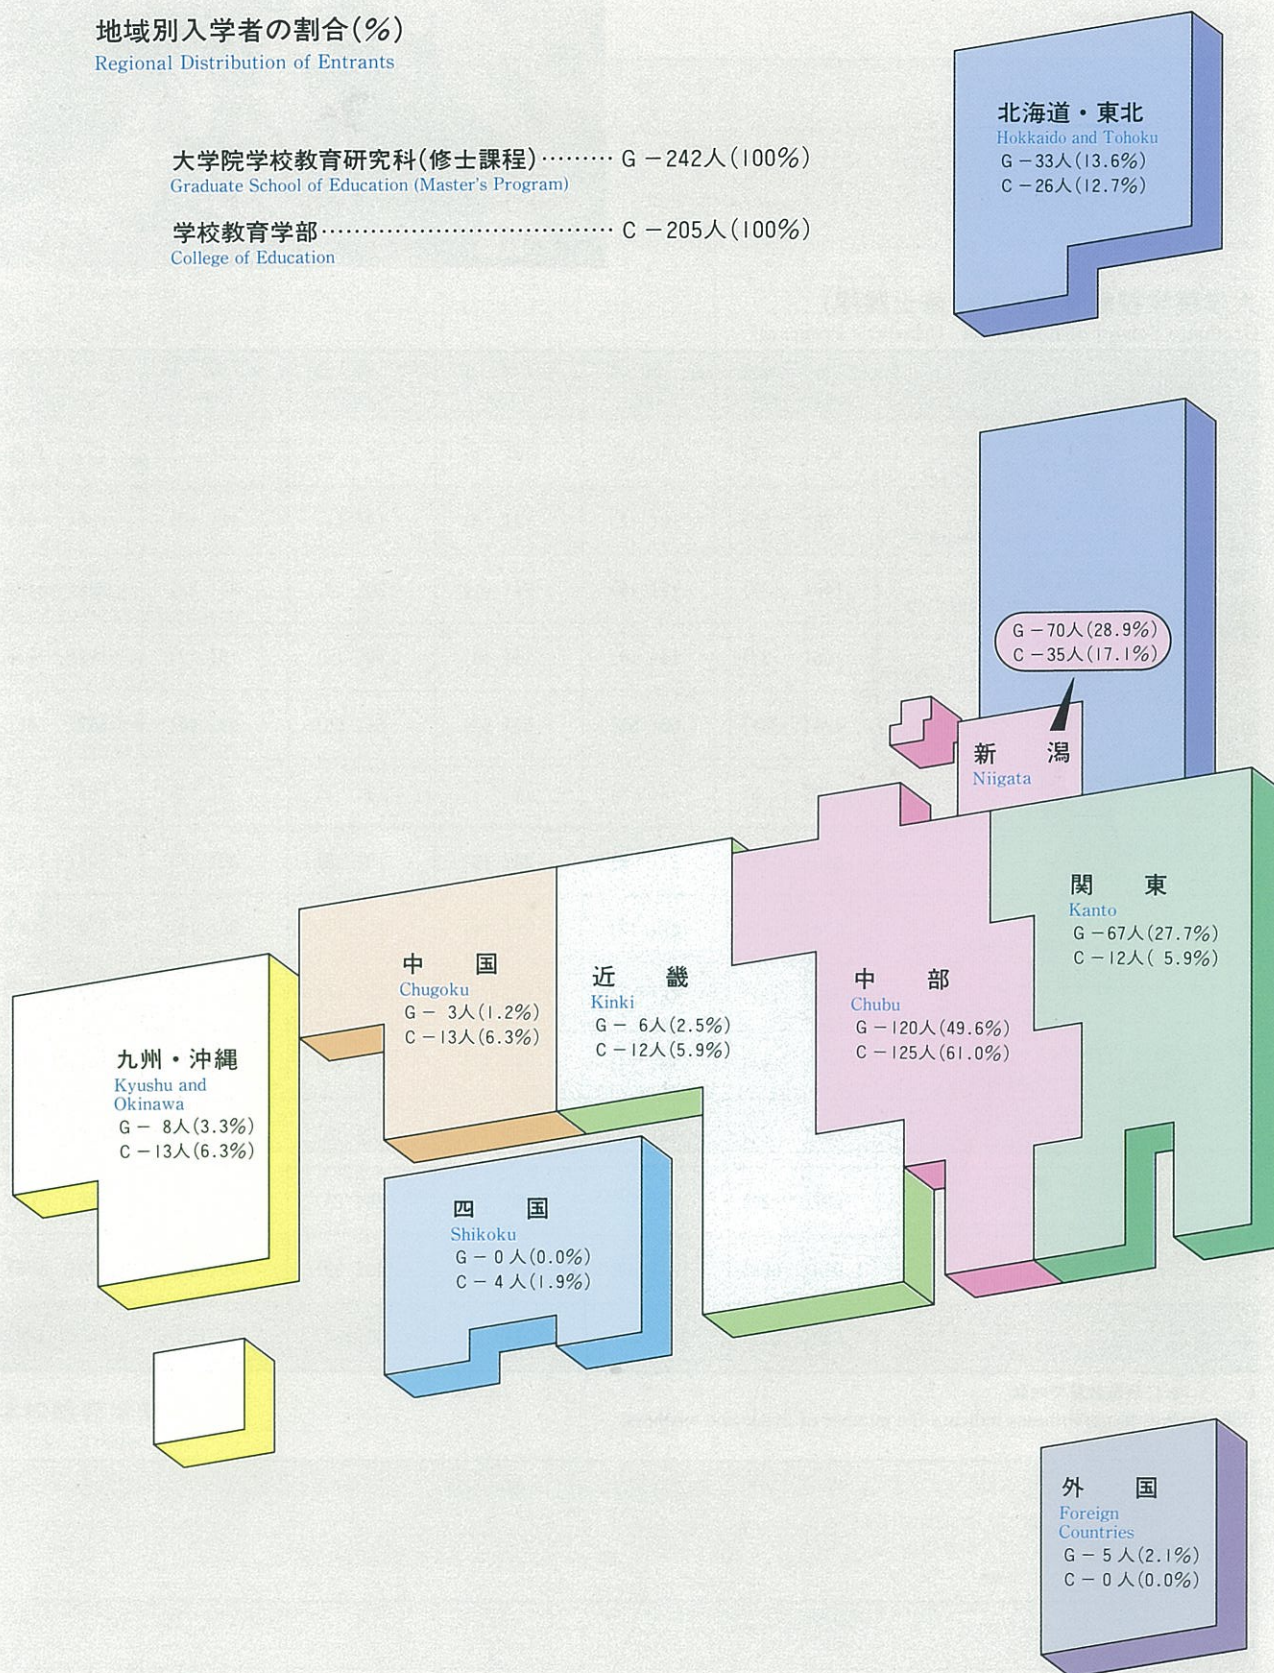 地域別入学者の割合(%)
Regional Distribution of Entrants
大学院学校教育研究科(修士課程)……… G－242人(100%)
Graduate School of Education (Master's Program)
学校教育学部……………………………… C－205人(100%)
College of Education
北海道・東北
Hokkaido and Tohoku
G－33人(13.6%)
C－26人(12.7%)
G－70人(28.9%)
C－35人(17.1%)
新 潟
Niigata
関 東
Kanto
G－67人(27.7%)
C－12人( 5.9%)
中 部
Chubu
G－120人(49.6%)
C－125人(61.0%)
近 畿
Kinki
G－ 6人(2.5%)
C－12人(5.9%)
中 国
Chugoku
G－ 3人(1.2%)
C－13人(6.3%)
九州・沖縄
Kyushu and
Okinawa
G－ 8人(3.3%)
C－13人(6.3%)
四 国
Shikoku
G－0人(0.0%)
C－4人(1.9%)
外 国
Foreign
Countries
G－5人(2.1%)
C－0人(0.0%)